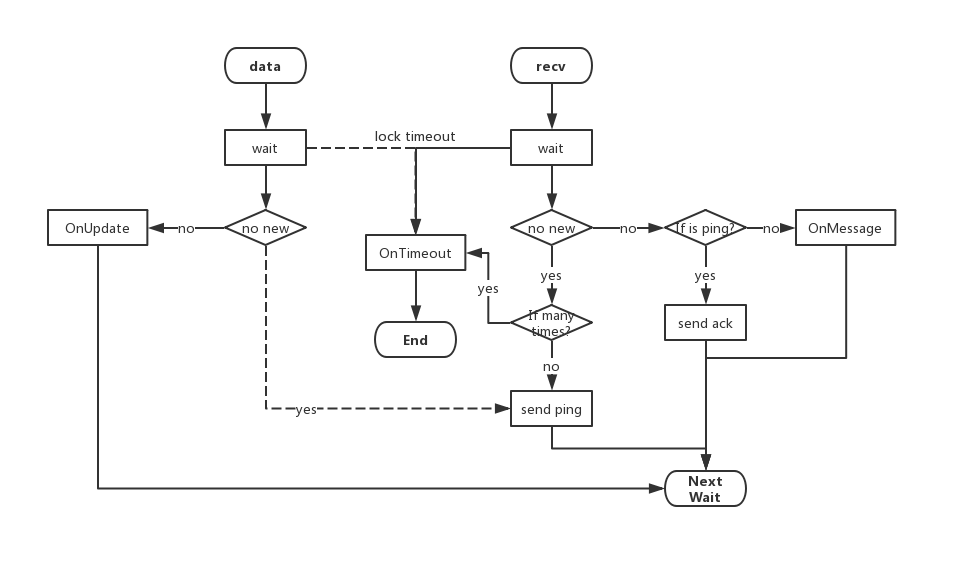 data
recv
lock timeout
wait
wait
OnUpdate
no
no new
no new
no
If is ping?
no
OnMessage
OnTimeout
yes
yes
yes
If many
times?
send ack
End
no
yes
send ping
Next
Wait